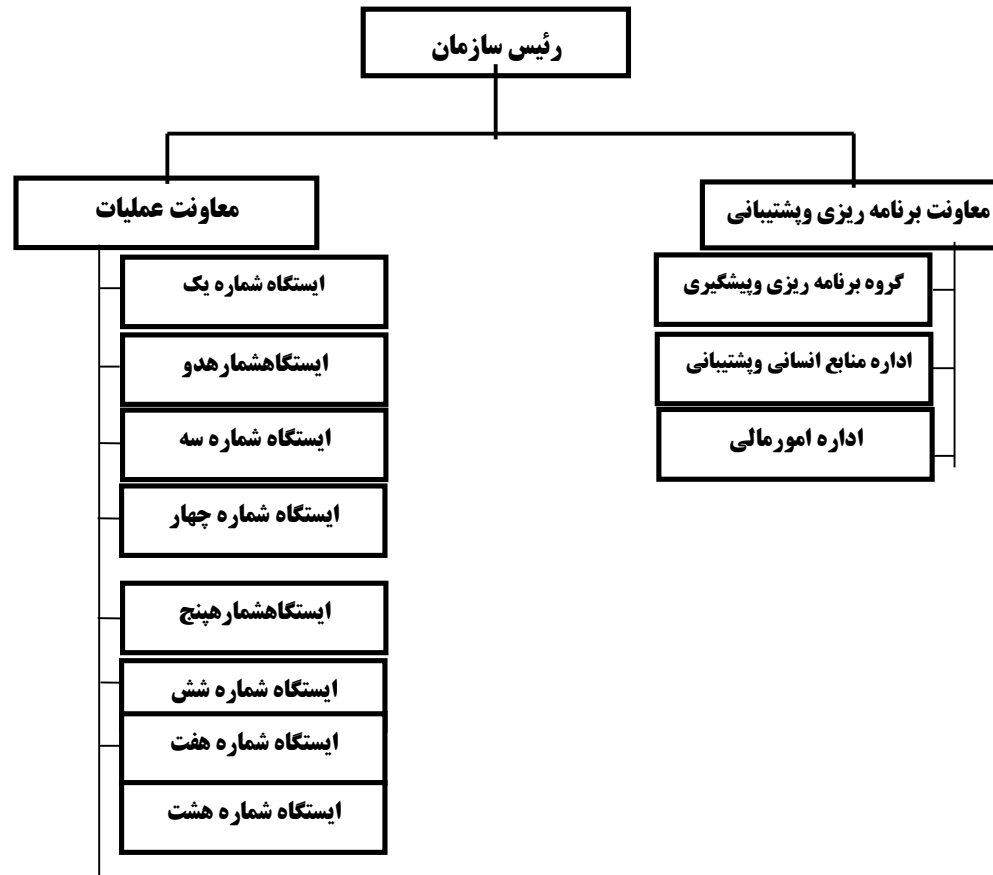 رئیس سازمان
معاونت برنامه ریزی وپشتیبانی
گروه برنامه ریزی وپیشگیری
اداره منابع انسانی وپشتیبانی
اداره امورمالی
معاونت عملیات
ایستگاه شماره یک
ایستگاهشمارهدو
ایستگاه شماره سه
ایستگاه شماره چهار
ایستگاهشمارهپنج
ایستگاه شماره شش
ایستگاه شماره هفت
ایستگاه شماره هشت